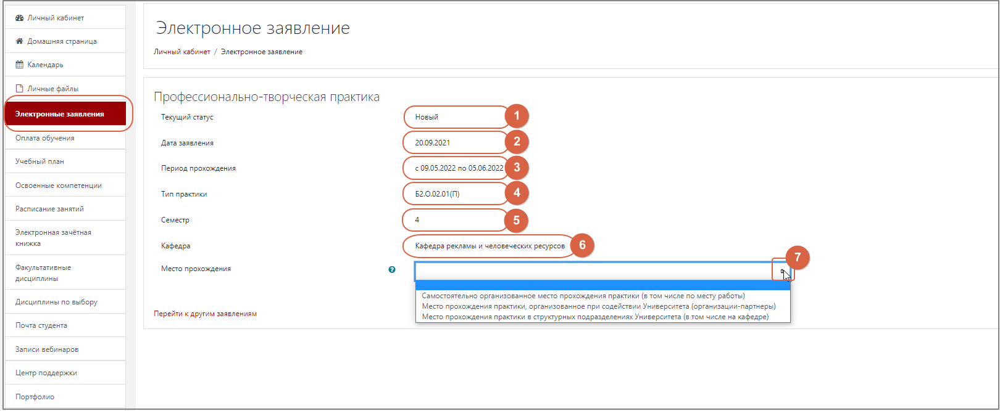 Личный кабинет
Домашняя страница
Календарь
Личные файлы
Электронные заявления
Оплата обучения
Учебный план
Освоенные компетенции
Расписание занятий
Электронная зачётная
книжка
Факультативные
дисциплины
Дисциплины по выбору
Почта студента
Записи вебинаров
Центр поддержки
Портфолио
Электронное заявление
Личный кабинет / Электронное заявление
Профессионально-творческая практика
Текущий статус Новый 1
Дата заявления 20.09.2021 2
Период прохождения с 09.05.2022 по 05.06.2022 3
Тип практики Б2.О.02.01(П) 4
Семестр 4 5
Кафедра Кафедра рекламы и человеческих ресурсов 6
Место прохождения ? 7
Самостоятельно организованное место прохождения практики (в том числе по месту работы)
Место прохождения практики, организованное при содействии Университета (организации-партнеры)
Место прохождения практики в структурных подразделениях Университета (в том числе на кафедре)
Перейти к другим заявлениям